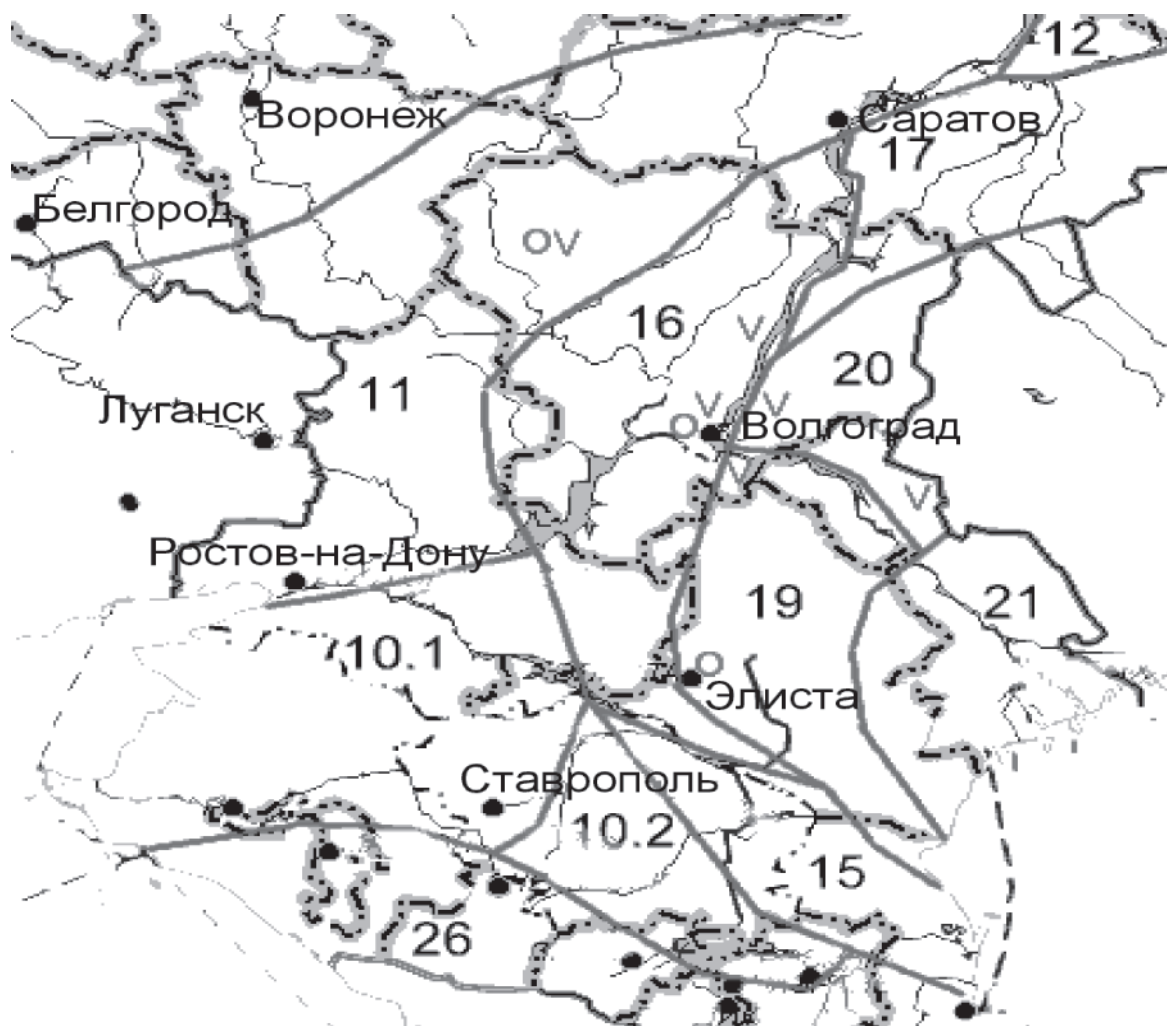 12
Воронеж
Саратов
17
Белгород
OV
16
V
20
11
Луганск
V
V
O
Волгоград
V
V
Ростов-на-Дону
19
21
10.1
O
Элиста
Ставрополь
10.2
15
26